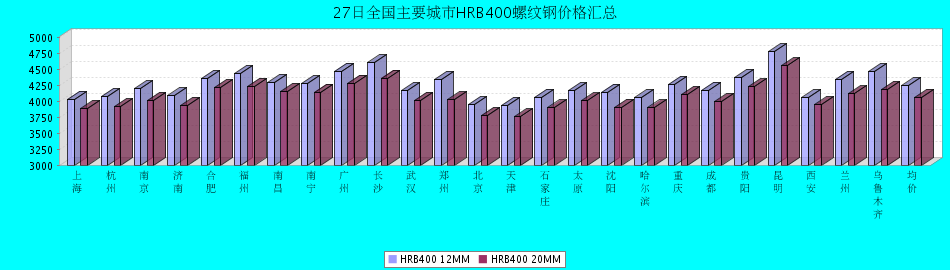 27日全国主要城市HRB400螺纹钢价格汇总
5000
4750
4500
4250
4000
3750
3500
3250
3000
上海
杭州
南京
济南
合肥
福州
南昌
南宁
广州
长沙
武汉
郑州
北京
天津
石家庄
太原
沈阳
哈尔滨
重庆
成都
贵阳
昆明
西安
兰州
乌鲁木齐
均价
HRB400 12MM HRB400 20MM